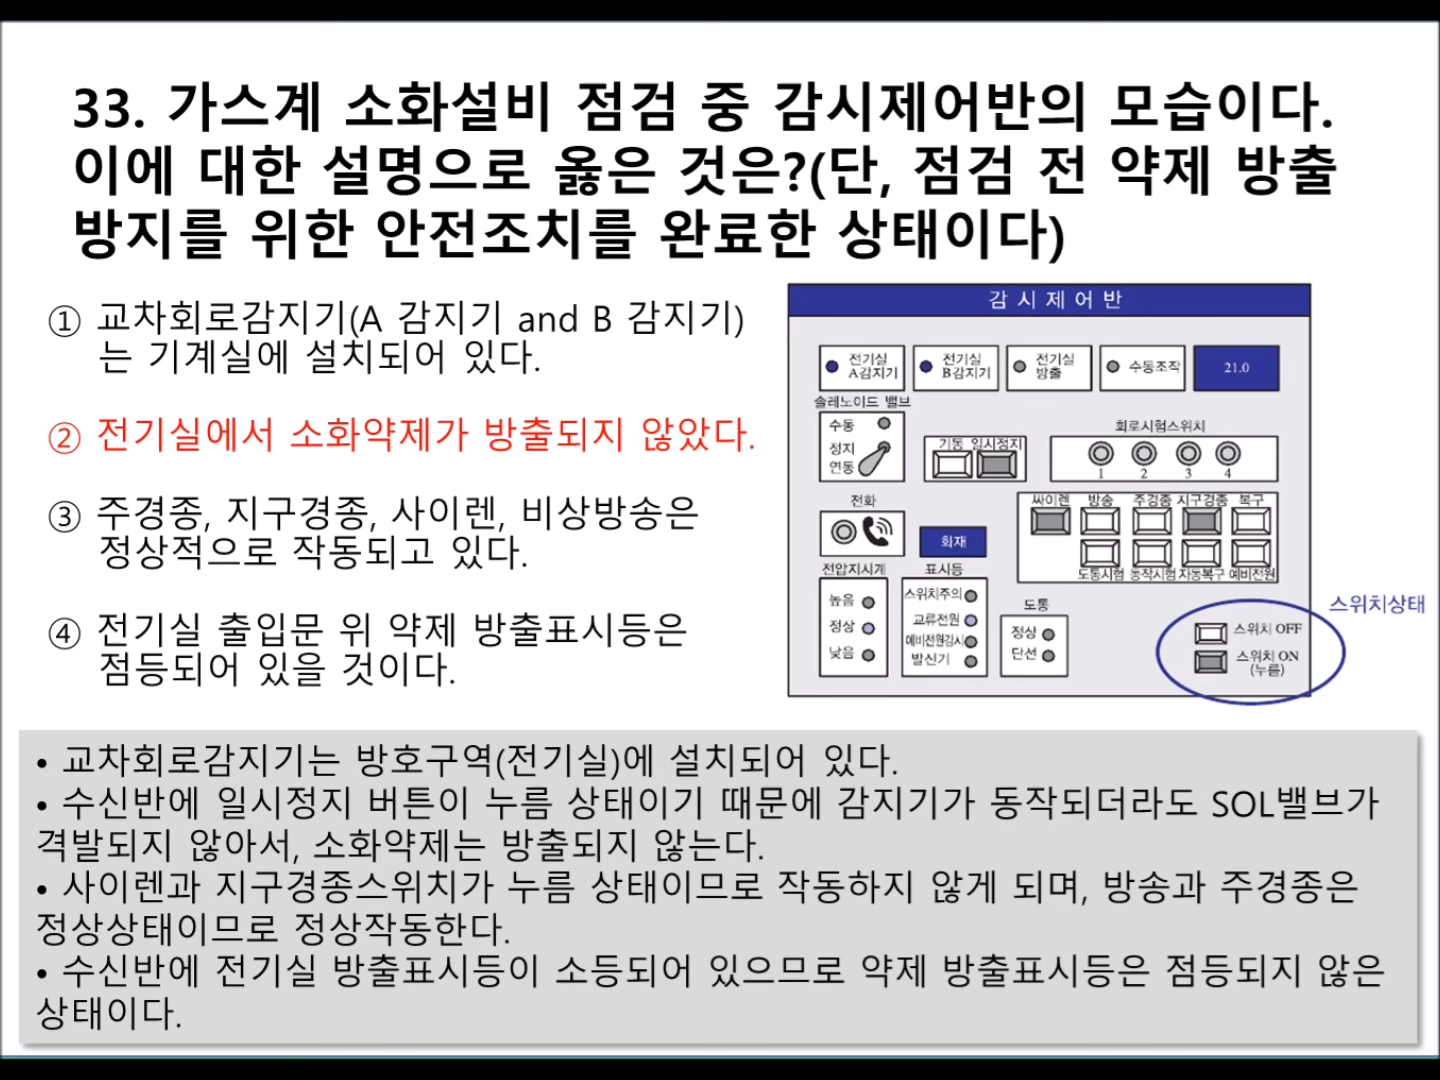 33. 가스계 소화설비 점검 중 감시제어반의 모습이다.
이에 대한 설명으로 옳은 것은?(단, 점검 전 약제 방출
방지를 위한 안전조치를 완료한 상태이다)
① 교차회로감지기(A 감지기 and B 감지기)
는 기계실에 설치되어 있다.
② 전기실에서 소화약제가 방출되지 않았다.
③ 주경종, 지구경종, 사이렌, 비상방송은
정상적으로 작동되고 있다.
④ 전기실 출입문 위 약제 방출표시등은
점등되어 있을 것이다.
감시제어반
전기실 A감지기
전기실 B감지기
전기실 방출
수동조작
21.0
솔레노이드 밸브
수동
정지
연동
기동 일시정지
회로시험스위치
1 2 3 4
전화
화재
싸이렌 방송 주경종 지구경종 복구
도통시험 동작시험 자동복구 예비전원
전압지시계
높음
정상
낮음
표시등
스위치주의
교류전원
예비전원감시
발신기
도통
정상
단선
스위치상태
스위치 OFF
스위치 ON
(누름)
• 교차회로감지기는 방호구역(전기실)에 설치되어 있다.
• 수신반에 일시정지 버튼이 누름 상태이기 때문에 감지기가 동작되더라도 SOL밸브가
격발되지 않아서, 소화약제는 방출되지 않는다.
• 사이렌과 지구경종스위치가 누름 상태이므로 작동하지 않게 되며, 방송과 주경종은
정상상태이므로 정상작동한다.
• 수신반에 전기실 방출표시등이 소등되어 있으므로 약제 방출표시등은 점등되지 않은
상태이다.